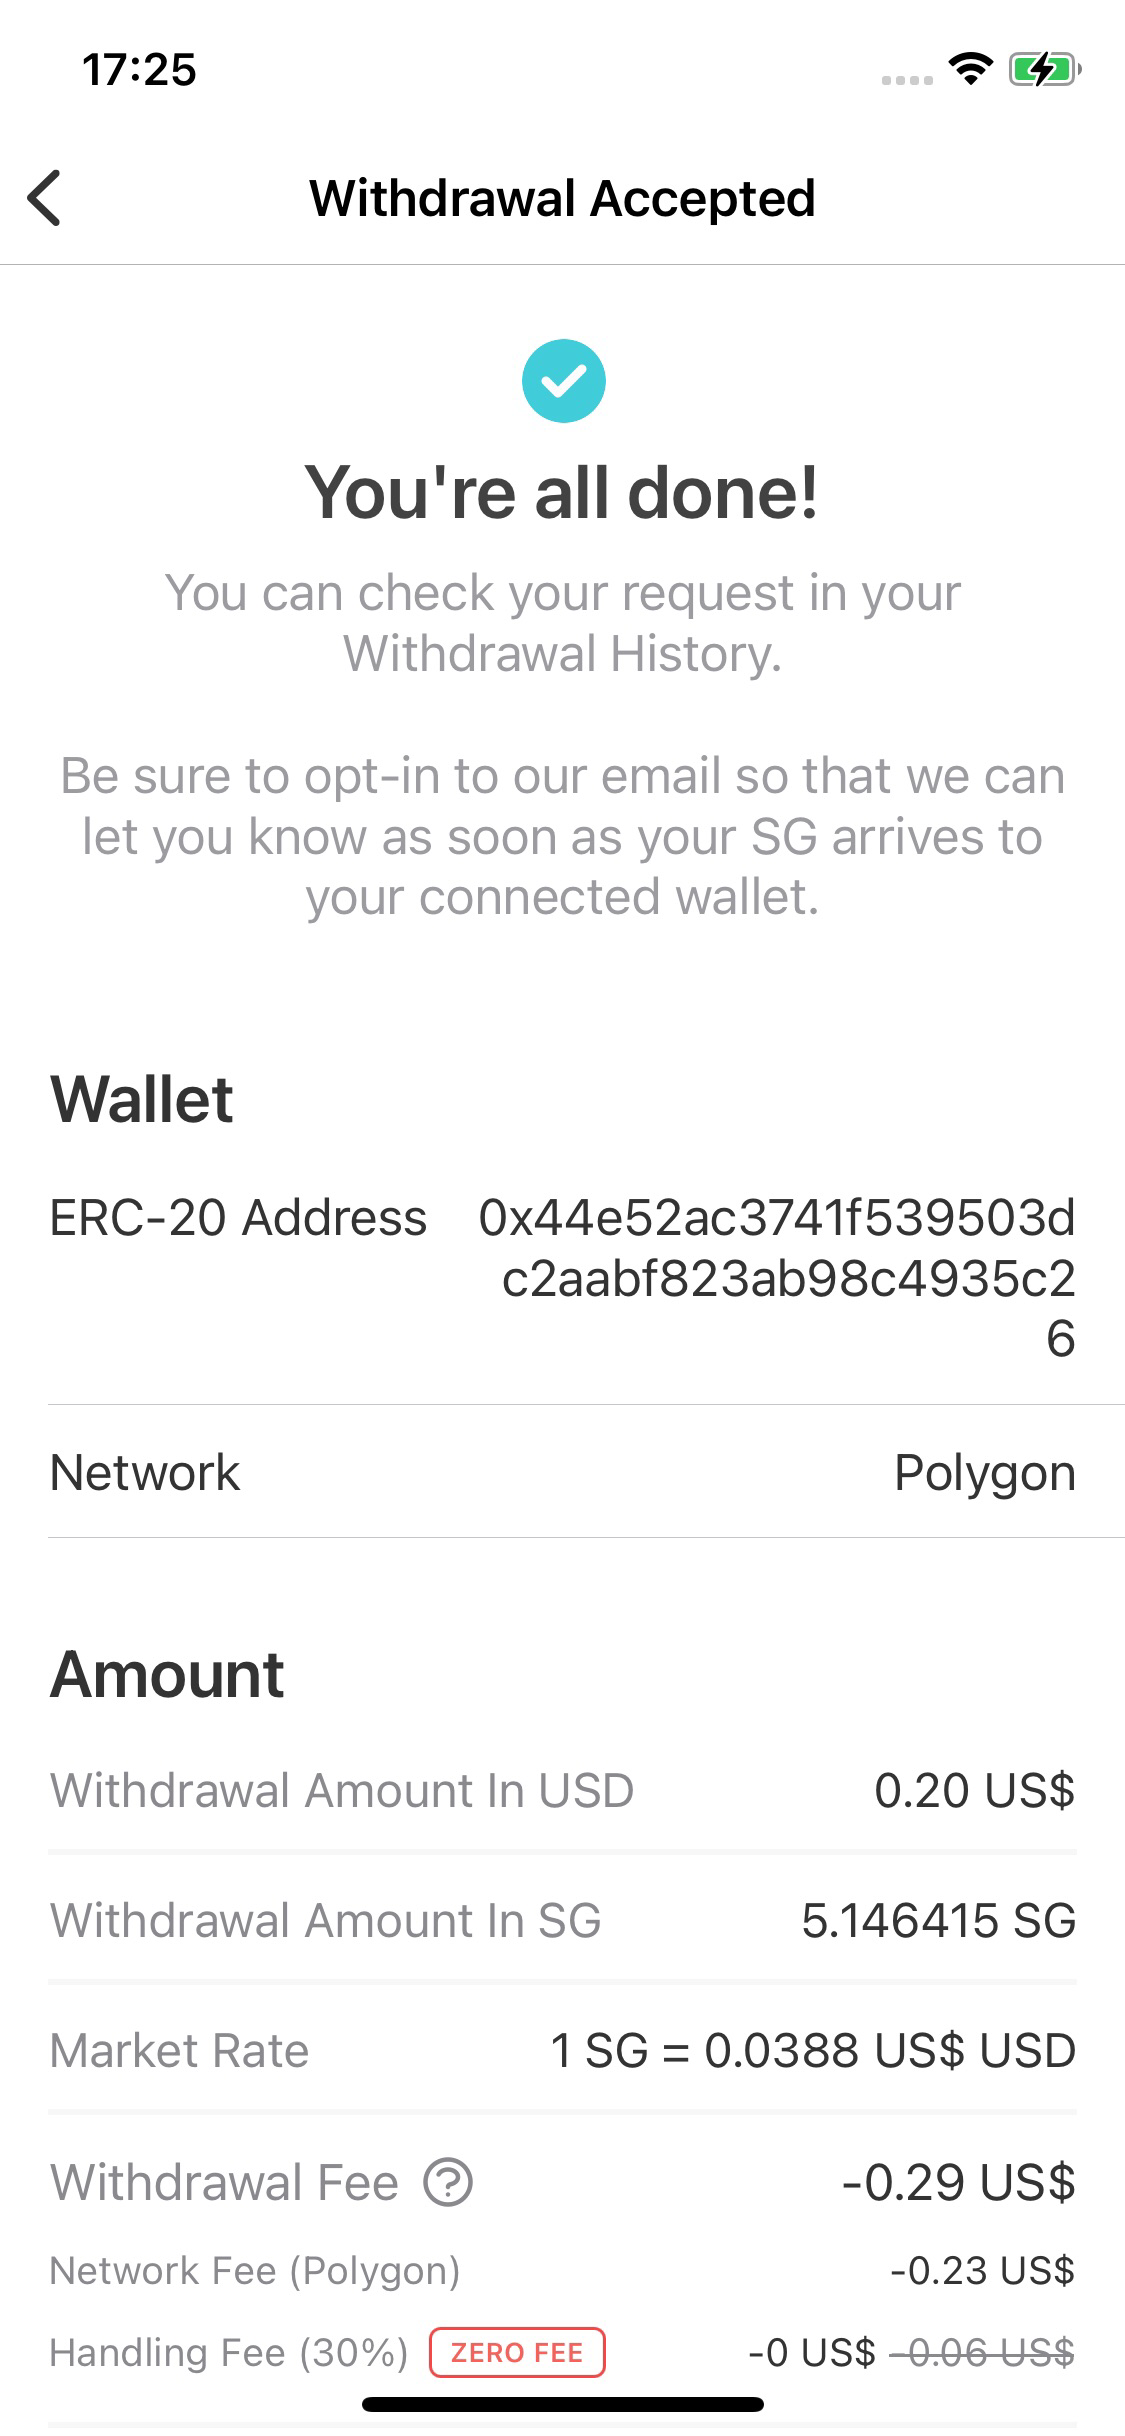 17:25
Withdrawal Accepted
You're all done!
You can check your request in your
Withdrawal History.
Be sure to opt-in to our email so that we can
let you know as soon as your SG arrives to
your connected wallet.
Wallet
ERC-20 Address 0x44e52ac3741f539503d
c2aabf823ab98c4935c2
6
Network Polygon
Amount
Withdrawal Amount In USD 0.20 US$
Withdrawal Amount In SG 5.146415 SG
Market Rate 1 SG = 0.0388 US$ USD
Withdrawal Fee ? -0.29 US$
Network Fee (Polygon) -0.23 US$
Handling Fee (30%) ZERO FEE -0 US$ -0.06 US$